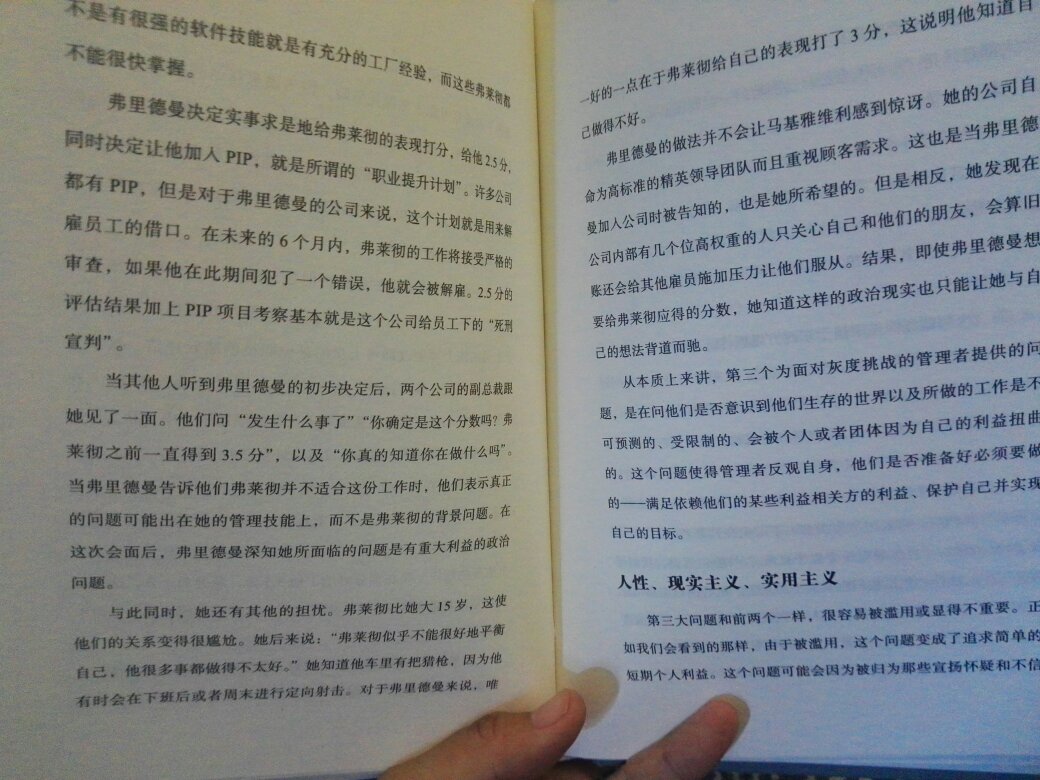 不是有很强的软件技能就是有充分的工厂经验，而这些弗莱彻都
不能很快掌握。
弗里德曼决定实事求是地给弗莱彻的表现打分，给他 2.5 分，
同时决定让他加入 PIP，就是所谓的“职业提升计划”。许多公司
都有 PIP，但是对于弗里德曼的公司来说，这个计划就是用来解
雇员工的借口。在未来的 6 个月内，弗莱彻的工作将接受严格的
审查，如果他在此期间犯了一个错误，他就会被解雇。2.5 分的
评估结果加上 PIP 项目考察基本就是这个公司给员工下的“死刑
宣判”。
当其他人听到弗里德曼的初步决定后，两个公司的副总裁跟
她见了一面。他们问“发生什么事了”“你确定是这个分数吗？弗
莱彻之前一直得到 3.5 分”，以及“你真的知道你在做什么吗”。
当弗里德曼告诉他们弗莱彻并不适合这份工作时，他们表示真正
的问题可能出在她的管理技能上，而不是弗莱彻的背景问题。在
这次会面后，弗里德曼深知她所面临的问题是有重大利益的政治
问题。
与此同时，她还有其他的担忧。弗莱彻比她大 15 岁，这使
他们的关系变得很尴尬。她后来说：“弗莱彻似乎不能很好地平衡
自己，他很多事都做得不太好。”她知道他车里有把猎枪，因为他
有时会在下班后或者周末进行定向射击。对于弗里德曼来说，唯
一好的一点在于弗莱彻给自己的表现打了 3 分，这说明他知道自
己做得不好。
弗里德曼的做法并不会让马基雅维利感到惊讶。她的公司自
命为高标准的精英领导团队而且重视顾客需求。这也是当弗里德
曼加入公司时被告知的，也是她所希望的。但是相反，她发现在
公司内部有几个位高权重的人只关心自己和他们的朋友，会算旧
账还会给其他雇员施加压力让他们服从。结果，即使弗里德曼想
要给弗莱彻应得的分数，她知道这样的政治现实也只能让她与自
己的想法背道而驰。
从本质上来讲，第三个为面对灰度挑战的管理者提供的问
题，是在问他们是否意识到他们生存的世界以及所做的工作是不
可预测的、受限制的、会被个人或者团体因为自己的利益扭曲
的。这个问题使得管理者反观自身，他们是否准备好必须要做
的——满足依赖他们的某些利益相关方的利益、保护自己并实现
自己的目标。
人性、现实主义、实用主义
第三大问题和前两个一样，很容易被滥用或显得不重要。正
如我们会看到的那样，由于被滥用，这个问题变成了追求简单的
短期个人利益。这个问题可能会因为被归为那些宣扬怀疑和不信